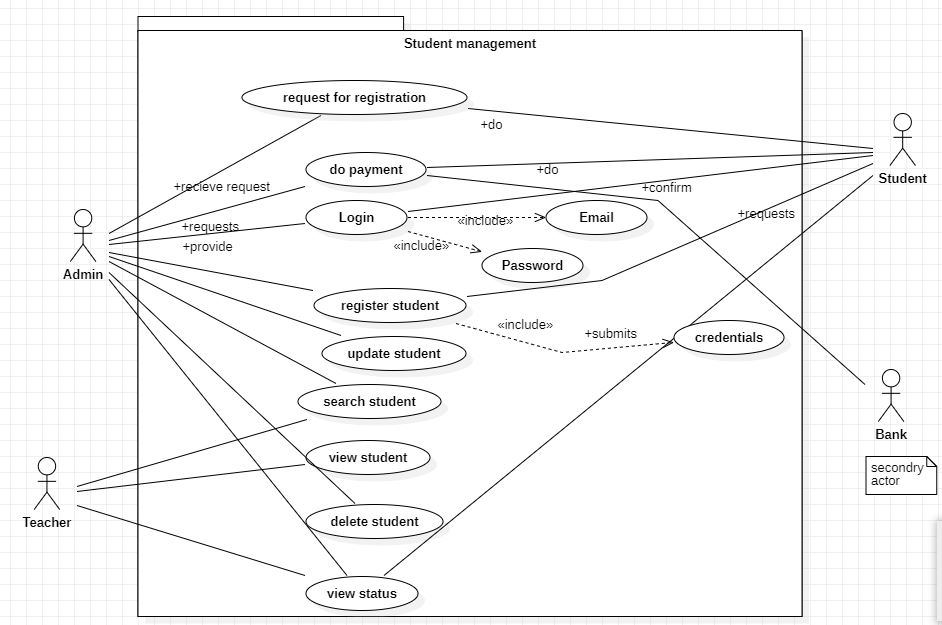 Student management
request for registration
+do
+recieve request
do payment
+do
+confirm
Student
+requests
Login
«include»
Email
+requests
+provide
«include»
Password
Admin
register student
«include»
+submits
credentials
update student
search student
Bank
view student
secondry
actor
Teacher
delete student
view status